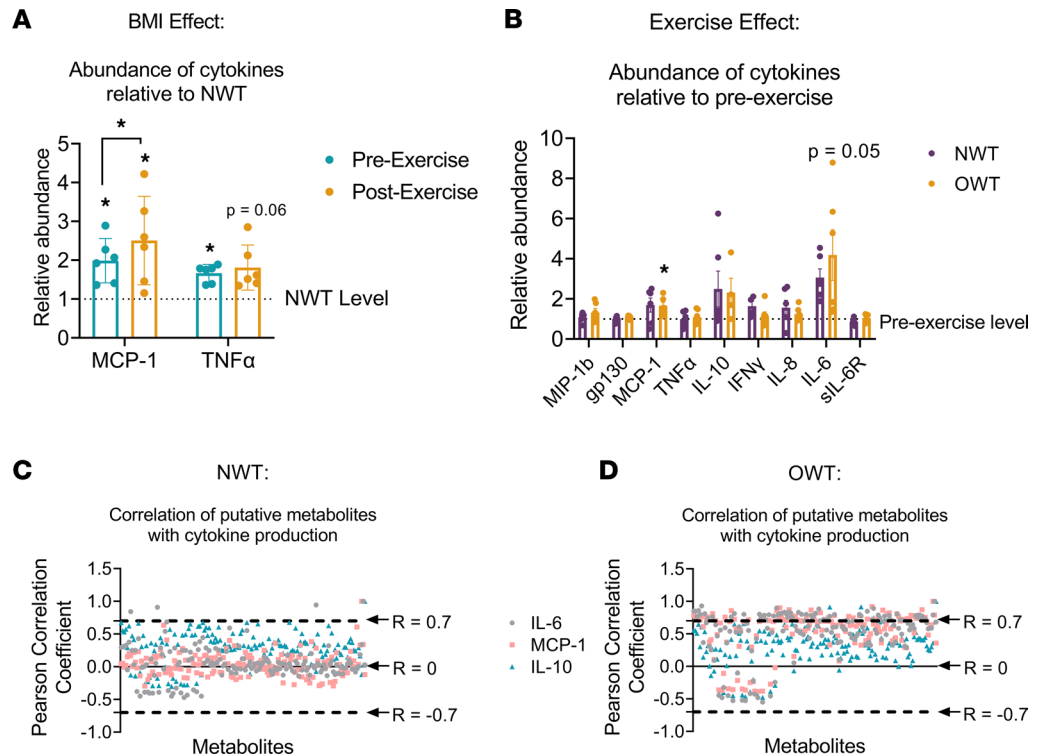 A
BMI Effect:
Abundance of cytokines
relative to NWT
Relative abundance
5
4
3
2
1
0
*
*
*
*
p = 0.06
NWT Level
MCP-1
TNFα
Pre-Exercise
Post-Exercise
B
Exercise Effect:
Abundance of cytokines
relative to pre-exercise
Relative abundance
10
8
6
4
2
0
*
p = 0.05
NWT
OWT
Pre-exercise level
MIP-1b
gp130
MCP-1
TNFα
IL-10
IFNγ
IL-8
IL-6
sIL-6R
C
NWT:
Correlation of putative metabolites
with cytokine production
Pearson Correlation
Coefficient
1.5
1.0
0.5
0.0
-0.5
-1.0
R = 0.7
R = 0
R = -0.7
Metabolites
IL-6
MCP-1
IL-10
D
OWT:
Correlation of putative metabolites
with cytokine production
Pearson Correlation
Coefficient
1.5
1.0
0.5
0.0
-0.5
-1.0
R = 0.7
R = 0
R = -0.7
Metabolites